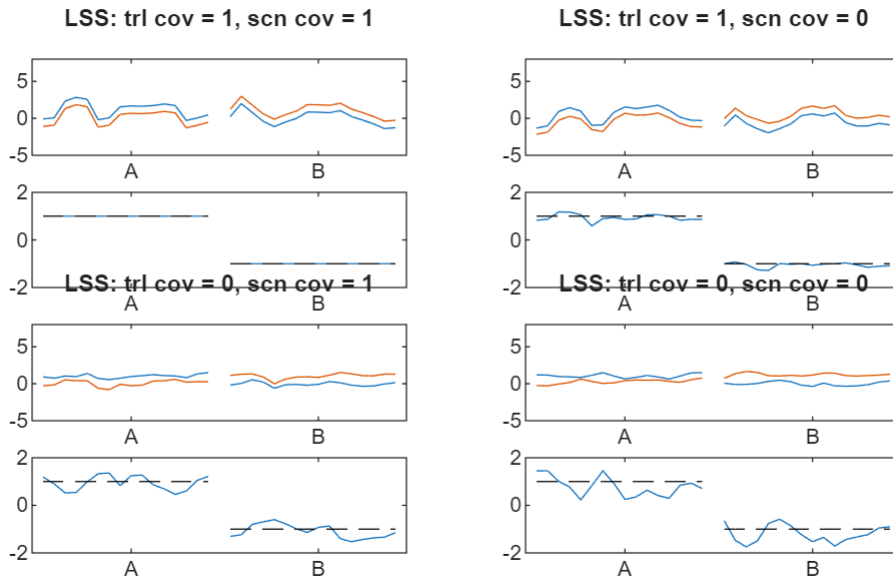 LSS: trl cov = 1, scn cov = 1
5
0
-5
A
B
2
0
-2
A
B
LSS: trl cov = 1, scn cov = 0
5
0
-5
A
B
2
0
-2
A
B
LSS: trl cov = 0, scn cov = 1
5
0
-5
A
B
2
0
-2
A
B
LSS: trl cov = 0, scn cov = 0
5
0
-5
A
B
2
0
-2
A
B